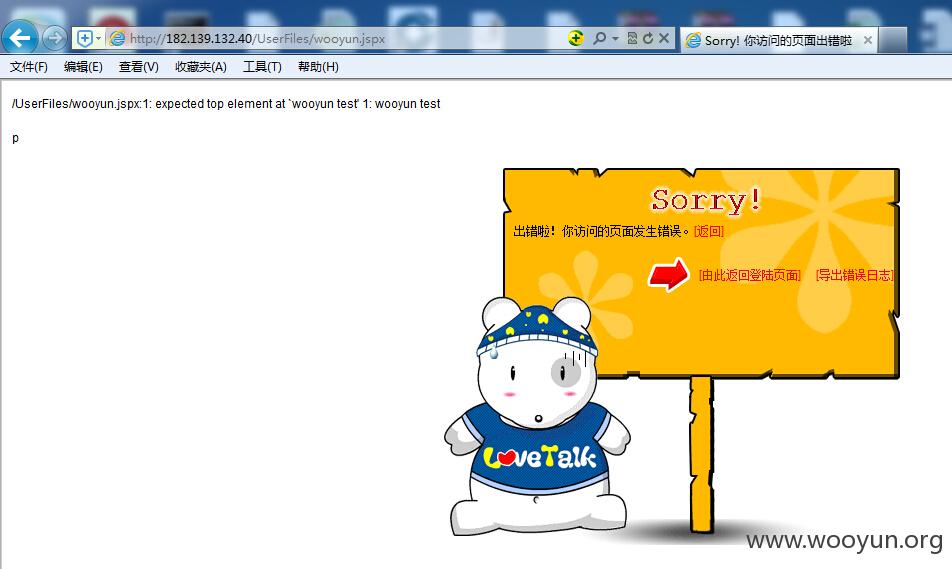 http://182.139.132.40/UserFiles/wooyun.jspx
Sorry! 你访问的页面出错啦
文件(F) 编辑(E) 查看(V) 收藏夹(A) 工具(T) 帮助(H)
/UserFiles/wooyun.jspx:1: expected top element at `wooyun test' 1: wooyun test
p
Sorry!
出错啦！你访问的页面发生错误。[返回]
[由此返回登陆页面] [导出错误日志]
LoveTalk
www.wooyun.org